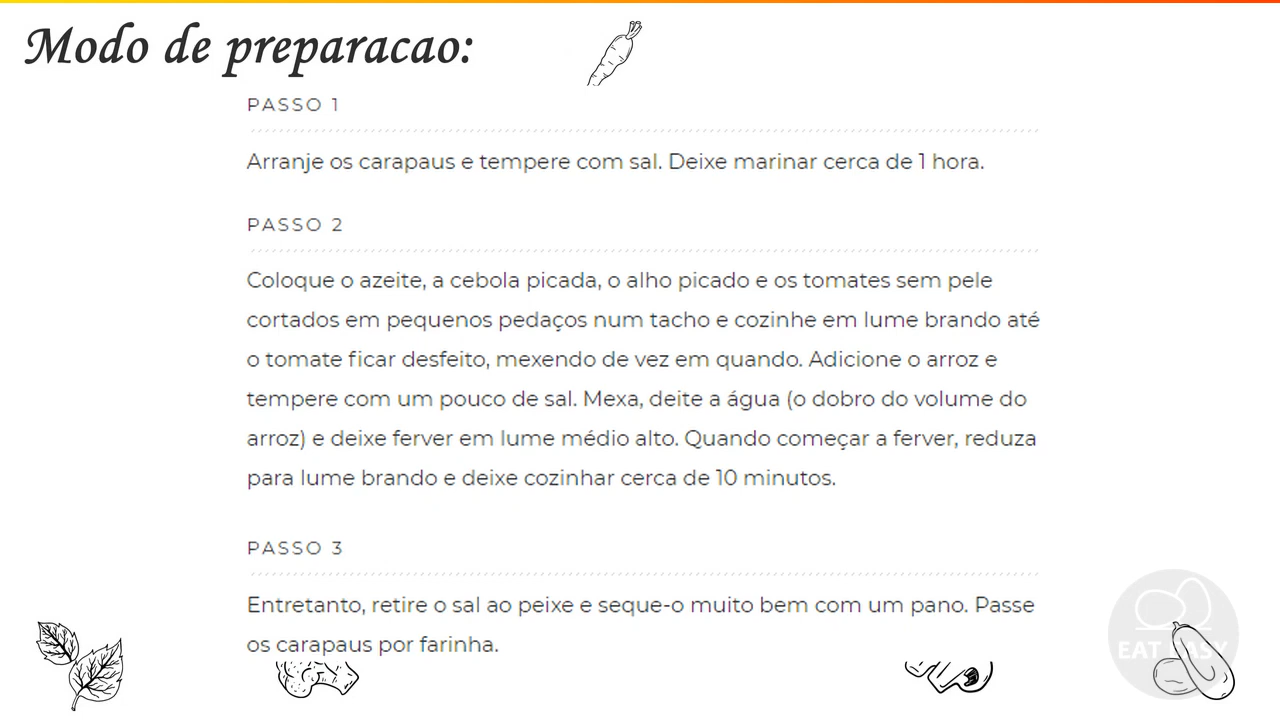 Modo de preparacao:
PASSO 1
Arranje os carapaus e tempere com sal. Deixe marinar cerca de 1 hora.
PASSO 2
Coloque o azeite, a cebola picada, o alho picado e os tomates sem pele
cortados em pequenos pedaços num tacho e cozinhe em lume brando até
o tomate ficar desfeito, mexendo de vez em quando. Adicione o arroz e
tempere com um pouco de sal. Mexa, deite a água (o dobro do volume do
arroz) e deixe ferver em lume médio alto. Quando começar a ferver, reduza
para lume brando e deixe cozinhar cerca de 10 minutos.
PASSO 3
Entretanto, retire o sal ao peixe e seque-o muito bem com um pano. Passe
os carapaus por farinha.
EAT EASY